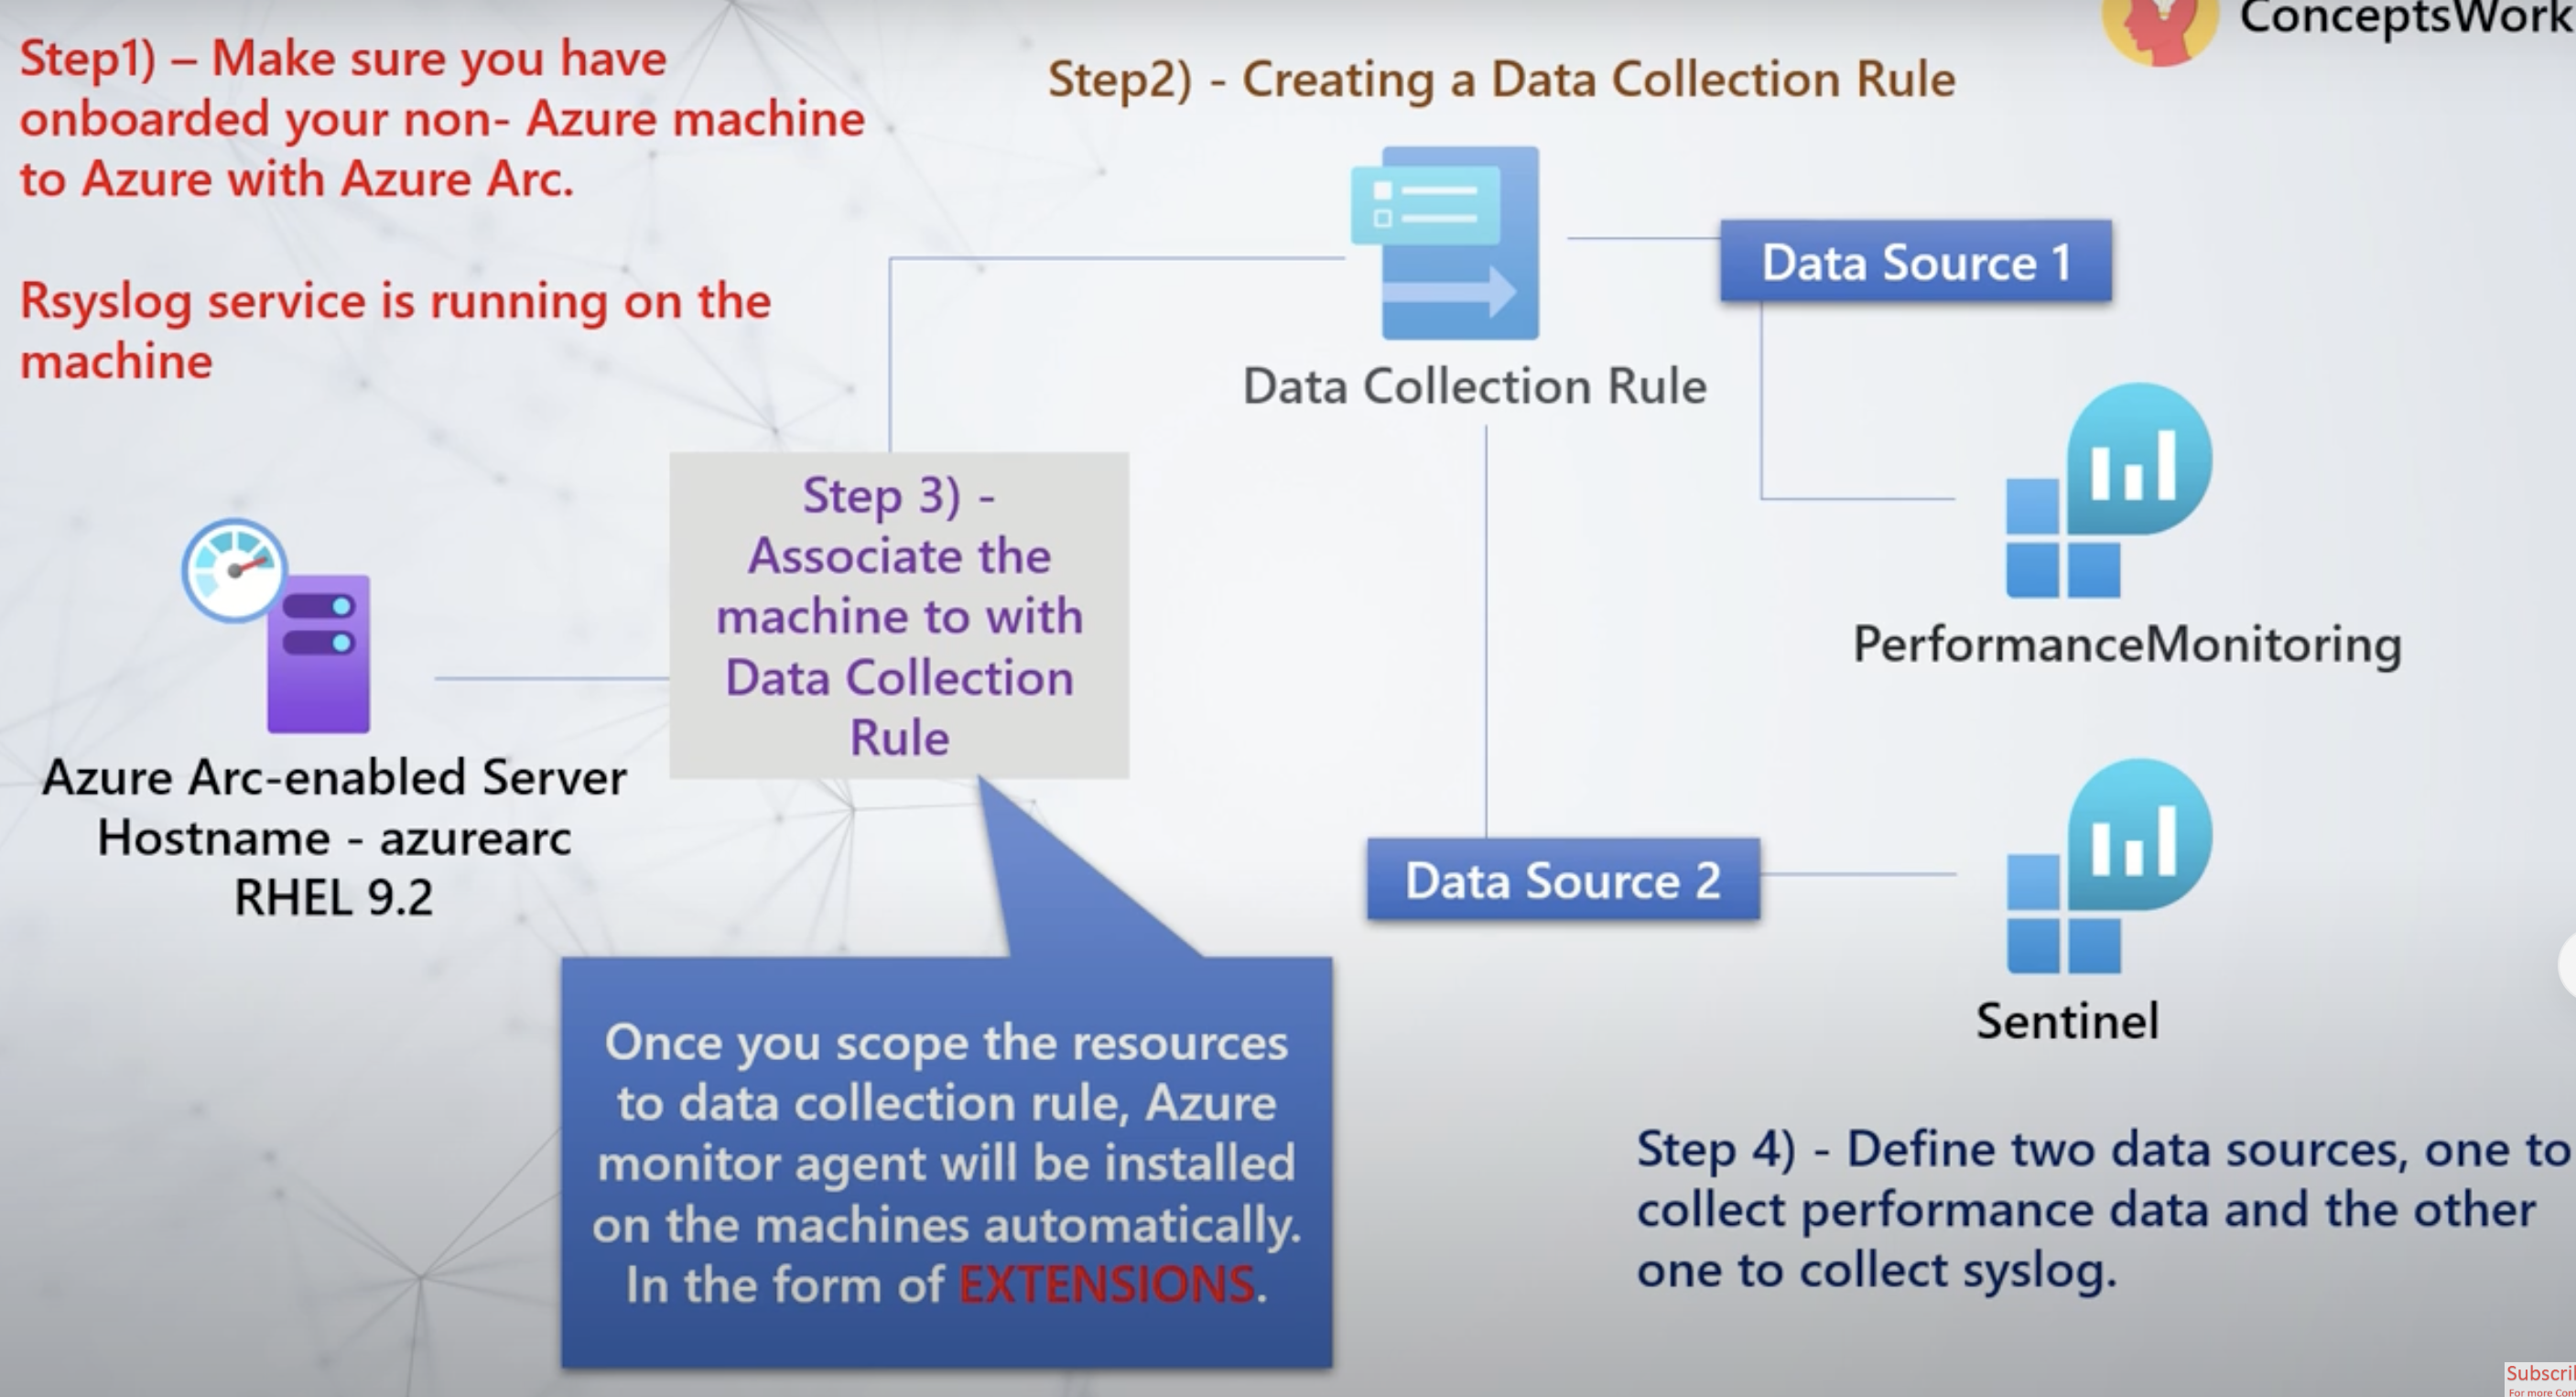 ConceptsWork
Step1) – Make sure you have
onboarded your non- Azure machine
to Azure with Azure Arc.
Rsyslog service is running on the
machine
Step2) - Creating a Data Collection Rule
Data Source 1
Data Collection Rule
PerformanceMonitoring
Step 3) -
Associate the
machine to with
Data Collection
Rule
Azure Arc-enabled Server
Hostname - azurearc
RHEL 9.2
Data Source 2
Sentinel
Once you scope the resources
to data collection rule, Azure
monitor agent will be installed
on the machines automatically.
In the form of EXTENSIONS.
Step 4) - Define two data sources, one to
collect performance data and the other
one to collect syslog.
Subscri
For more Con